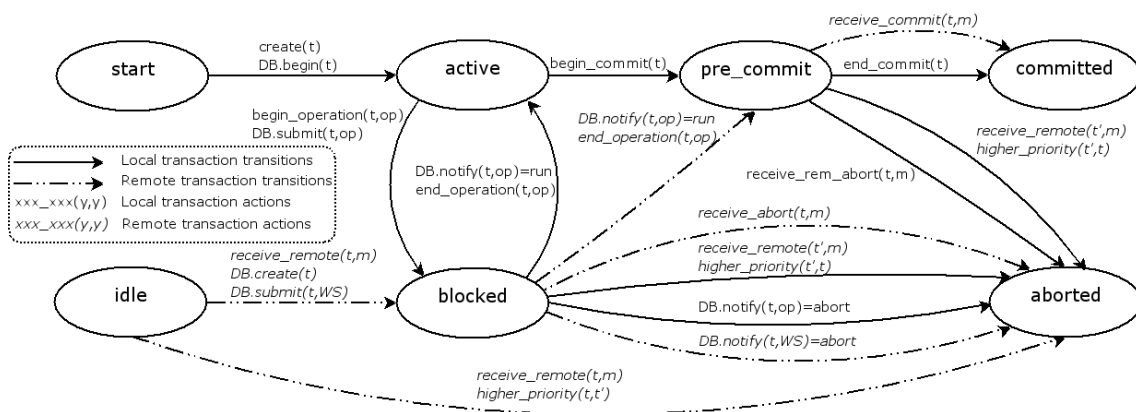 receive_commit(t,m)
create(t)
DB.begin(t)
start
active
begin_commit(t)
pre_commit
end_commit(t)
committed
begin_operation(t,op)
DB.submit(t,op)
DB.notify(t,op)=run
end_operation(t,op)
receive_remote(t',m)
higher_priority(t',t)
Local transaction transitions
Remote transaction transitions
xxx_xxx(y,y) Local transaction actions
xxx_xxx(y,y) Remote transaction actions
DB.notify(t,op)=run
end_operation(t,op)
receive_rem_abort(t,m)
receive_abort(t,m)
receive_remote(t,m)
DB.create(t)
DB.submit(t,WS)
receive_remote(t',m)
higher_priority(t',t)
idle
blocked
aborted
DB.notify(t,op)=abort
DB.notify(t,WS)=abort
receive_remote(t,m)
higher_priority(t,t')